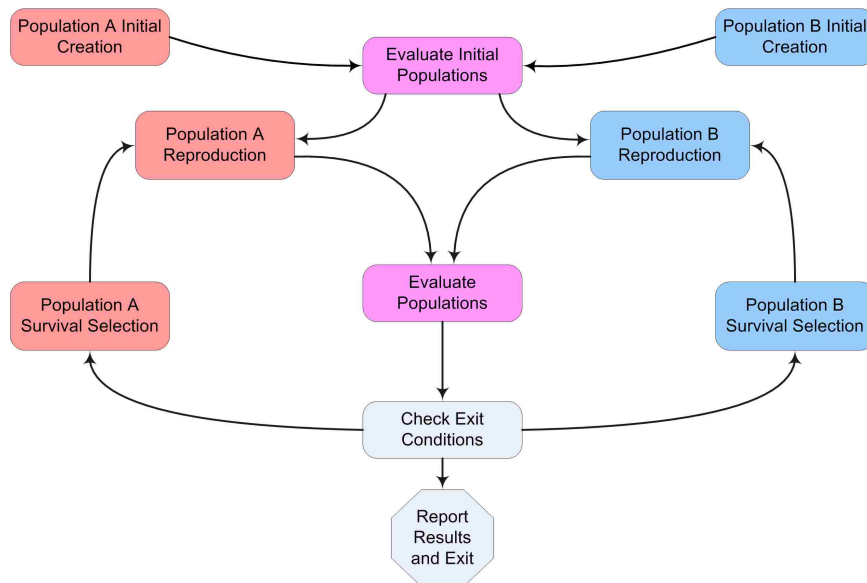 Population A Initial
Creation
Evaluate Initial
Populations
Population B Initial
Creation
Population A
Reproduction
Population B
Reproduction
Population A
Survival Selection
Evaluate
Populations
Population B
Survival Selection
Check Exit
Conditions
Report
Results
and Exit